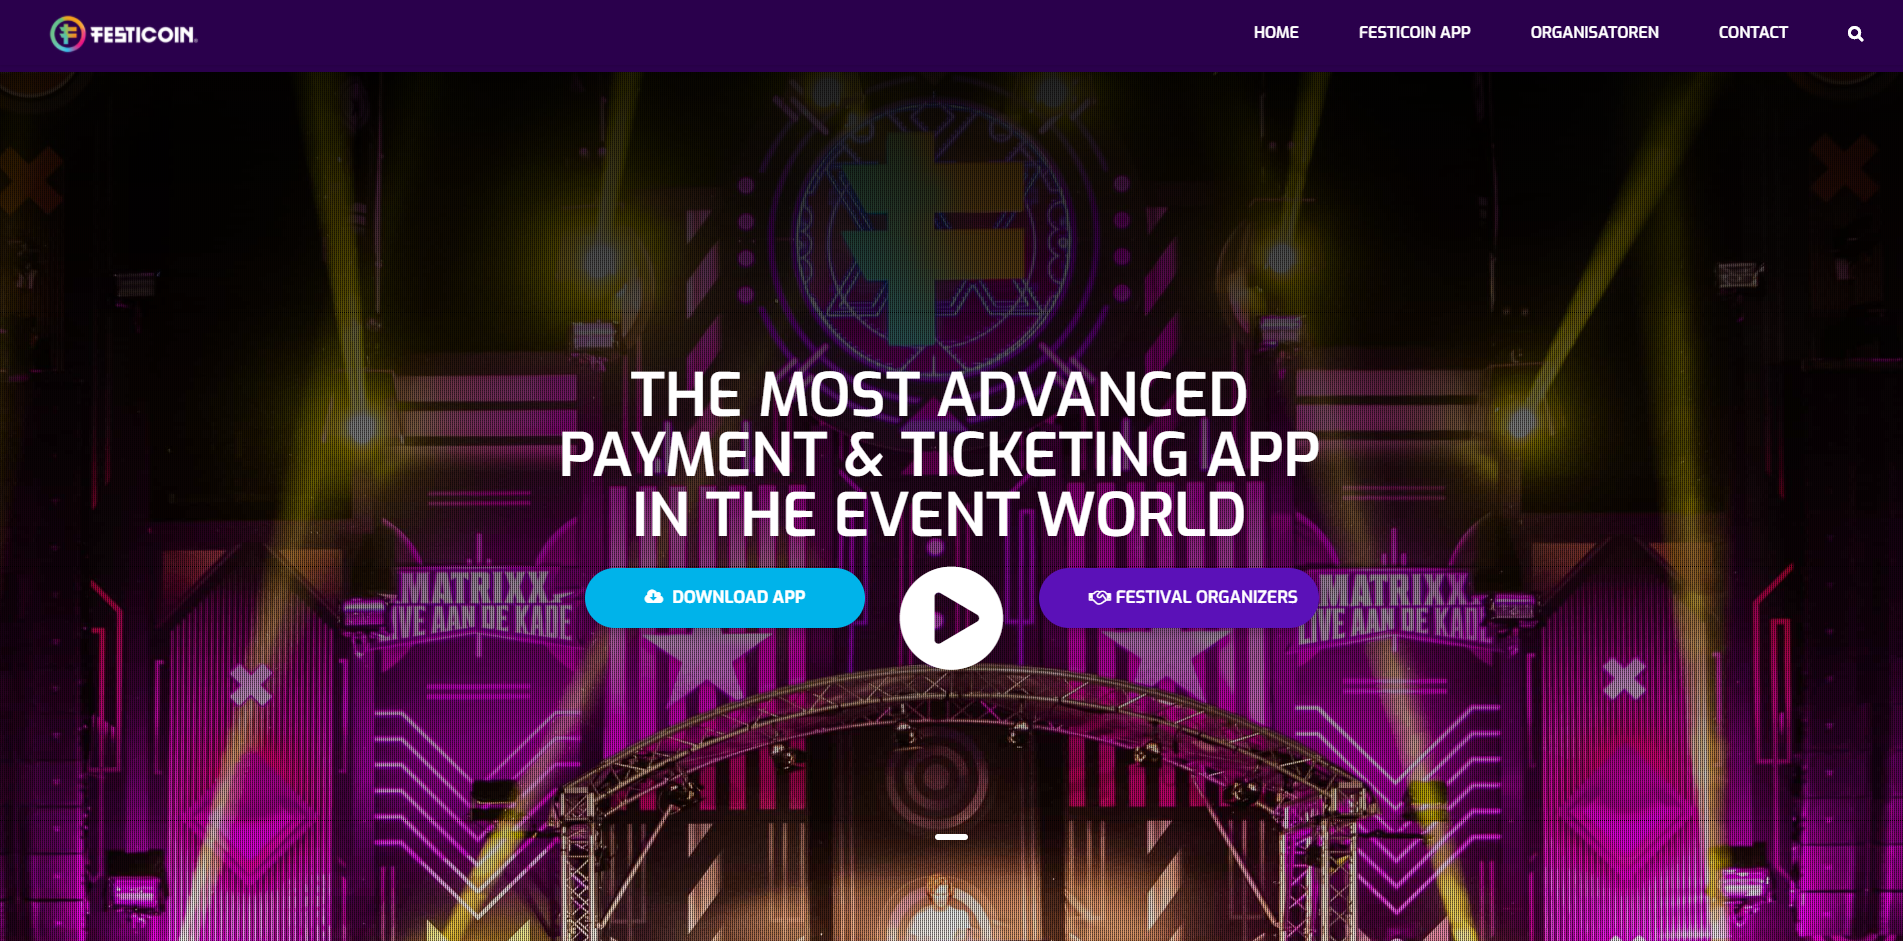 FESTICOIN
HOME
FESTICOIN APP
ORGANISATOREN
CONTACT
THE MOST ADVANCED
PAYMENT & TICKETING APP
IN THE EVENT WORLD
DOWNLOAD APP
FESTIVAL ORGANIZERS
MATRIXX
LIVE AAN DE KADE
MATRIXX
LIVE AAN DE KADE